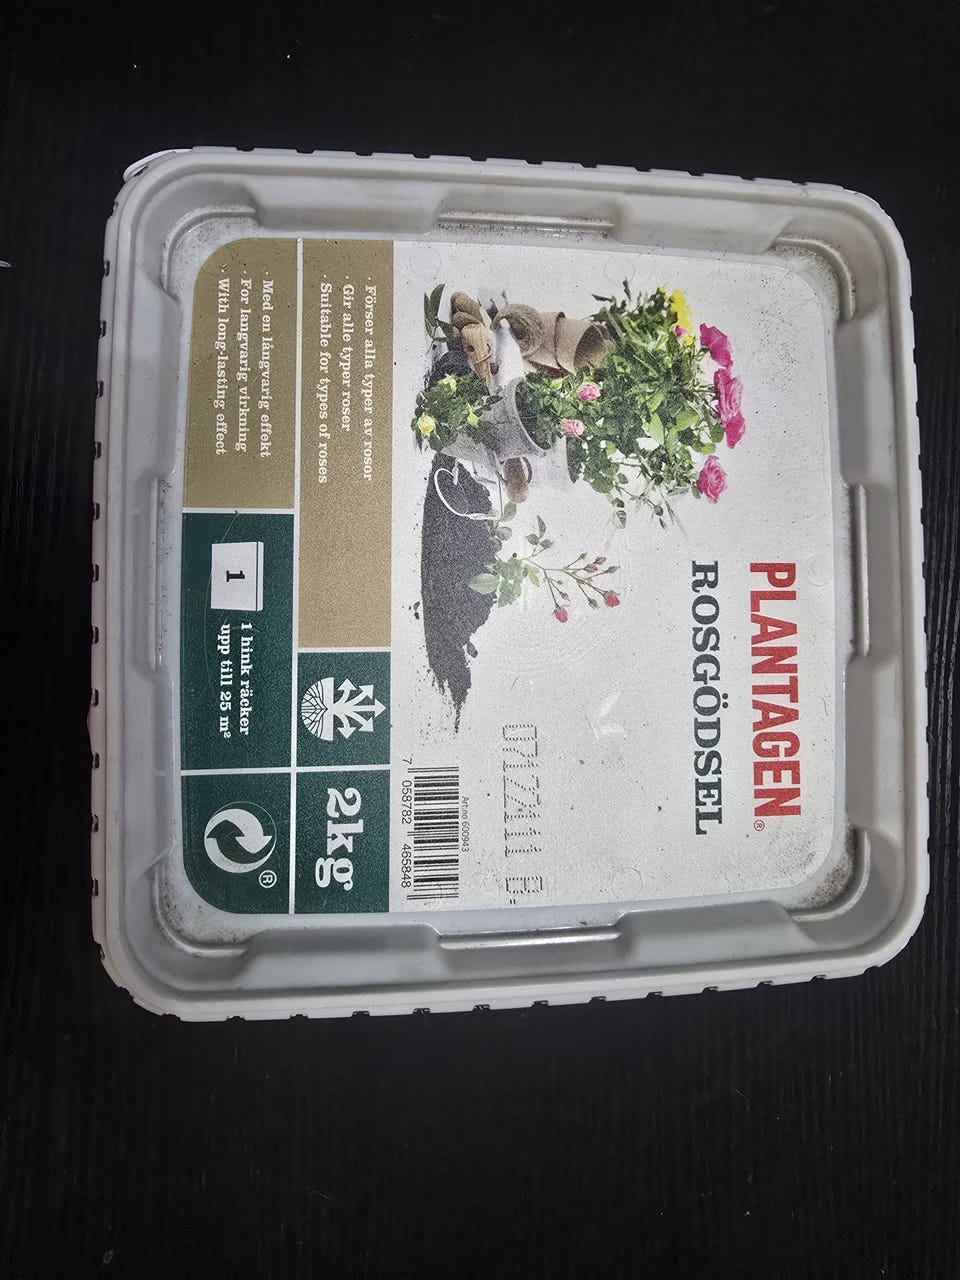 PLANTAGEN®
ROSGÖDSEL
Art.no 600943
7 058782 465848
· Förser alla typer av rosor
· Gir alle typer roser
· Suitable for types of roses
2kg
· Med en långvarig effekt
· For langvarig virkning
· With long-lasting effect
1
1 hink räcker
upp till 25 m²
®